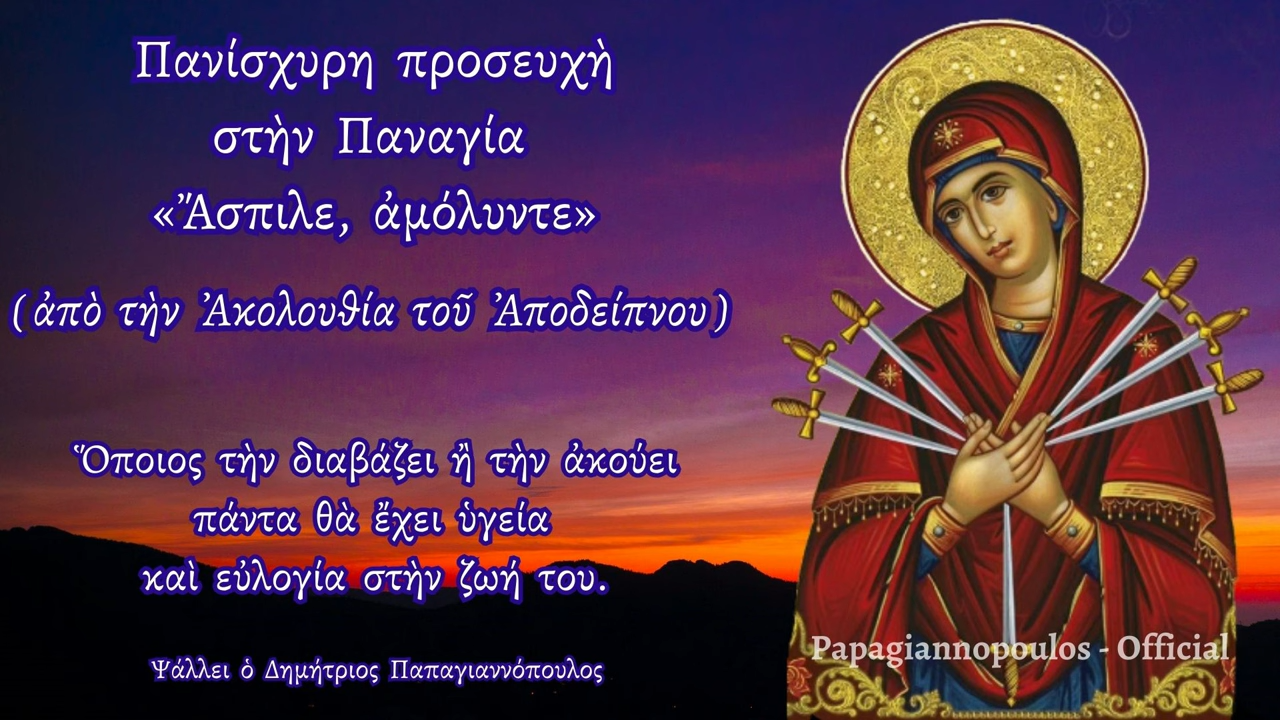 Πανίσχυρη προσευχὴ
στὴν Παναγία
«Ἄσπιλε, ἀμόλυντε»
(ἀπὸ τὴν Ἀκολουθία τοῦ Ἀποδείπνου)
Ὅποιος τὴν διαβάζει ἢ τὴν ἀκούει
πάντα θὰ ἔχει ὑγεία
καὶ εὐλογία στὴν ζωή του.
Ψάλλει ὁ Δημήτριος Παπαγιαννόπουλος
Papagiannopoulos - Official